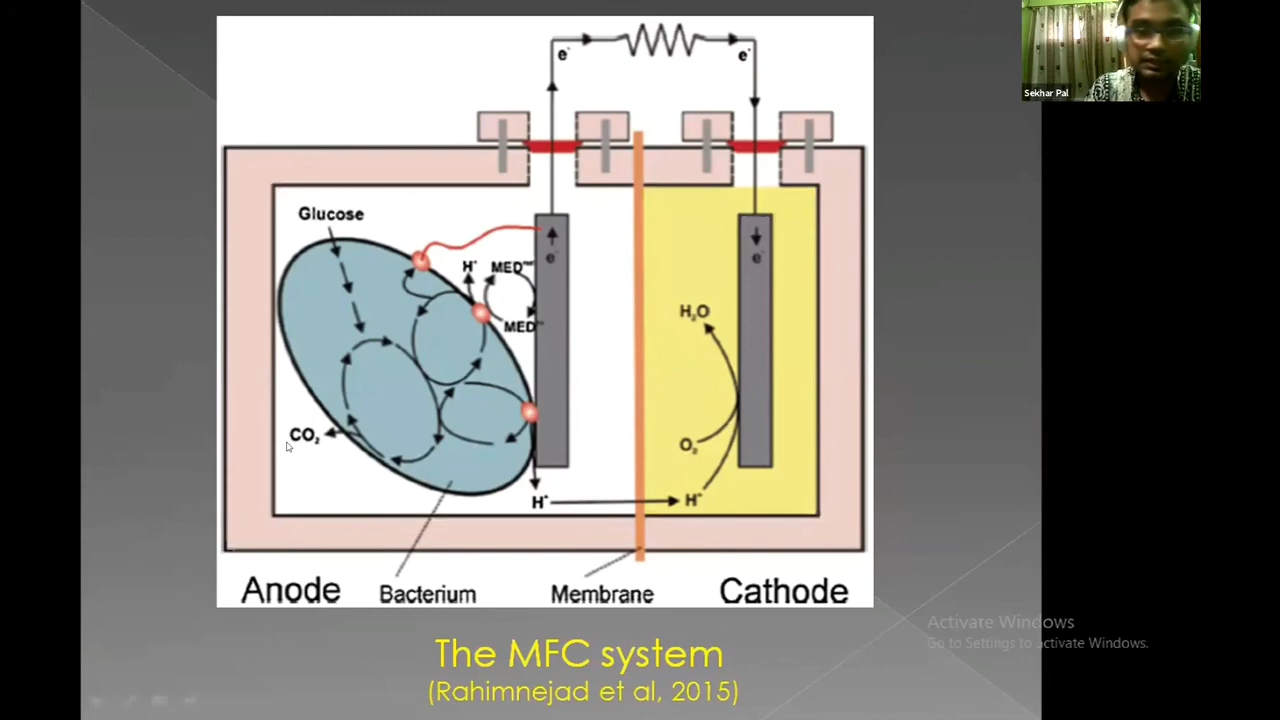 Sekhar Pal
e-
e-
Glucose
H+
MED
e-
e-
MED
H₂O
CO₂
O₂
H+
H+
Anode
Bacterium
Membrane
Cathode
Activate Windows
Go to Settings to activate Windows.
The MFC system
(Rahimnejad et al, 2015)